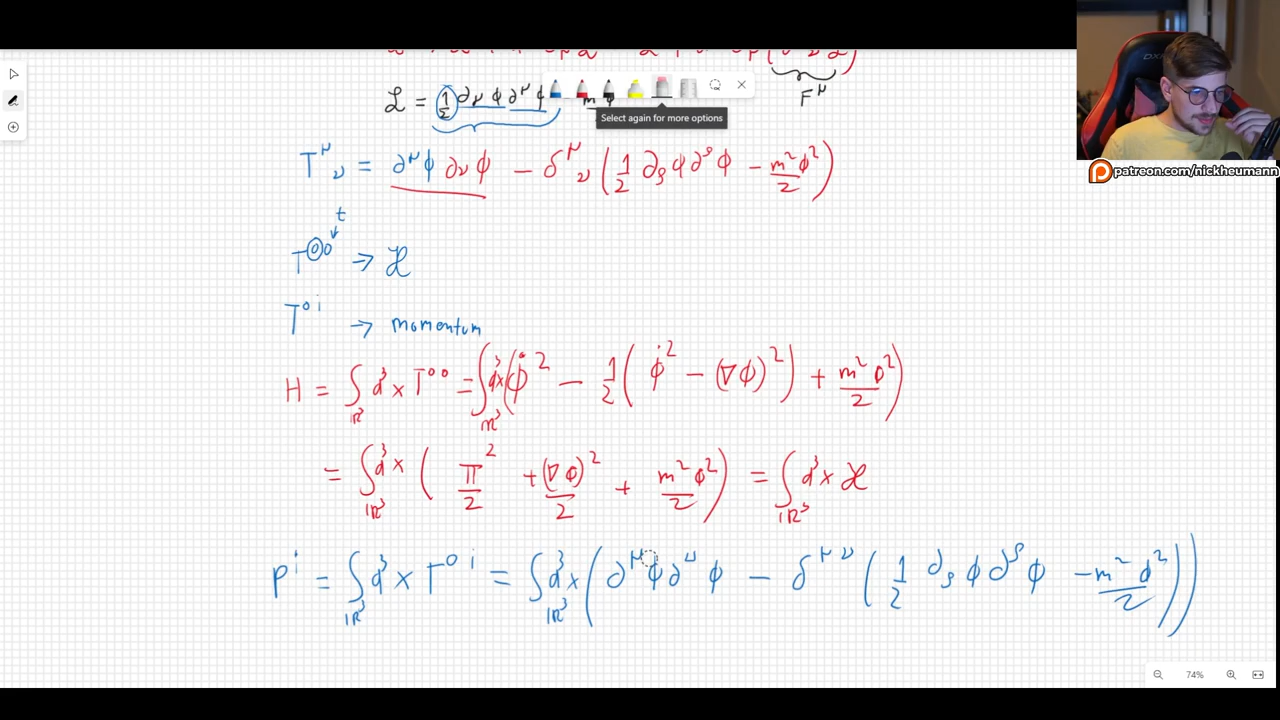 patreon.com/nickheumann
F^μ
ℒ = 1/2 ∂_μ ϕ ∂^μ ϕ
Select again for more options
T^μ_ν = ∂^μ ϕ ∂_ν ϕ − δ^μ_ν (1/2 ∂_ρ ϕ ∂^ρ ϕ − m²ϕ²/2)
t
T^00 ⇒ ℋ
T^0i → momentum
H = ∫_ℝ³ d³x T^00 = ∫_ℝ³ d³x (ϕ̇² − 1/2 (ϕ̇² − (∇ϕ)²) + m²ϕ²/2)
= ∫_ℝ³ d³x (π²/2 + (∇ϕ)²/2 + m²ϕ²/2) = ∫_ℝ³ d³x ℋ
P^i = ∫_ℝ³ d³x T^0i = ∫_ℝ³ d³x (∂^μ ϕ ∂^ν ϕ − δ^μν (1/2 ∂_ρ ϕ ∂^ρ ϕ − m²ϕ²/2))
74%